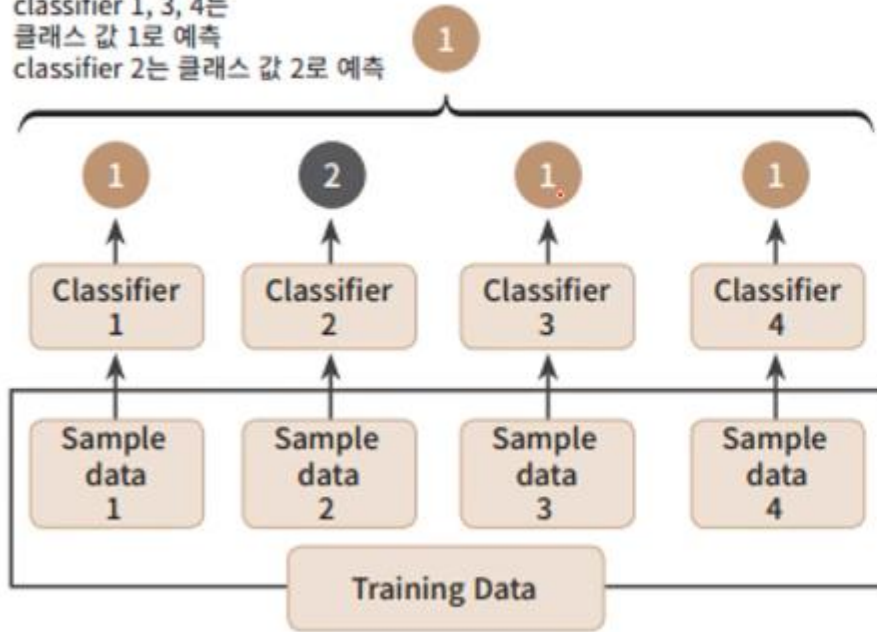 classifier 1, 3, 4는
클래스 값 1로 예측
classifier 2는 클래스 값 2로 예측
1
1
2
1
1
Classifier
1
Classifier
2
Classifier
3
Classifier
4
Sample
data
1
Sample
data
2
Sample
data
3
Sample
data
4
Training Data